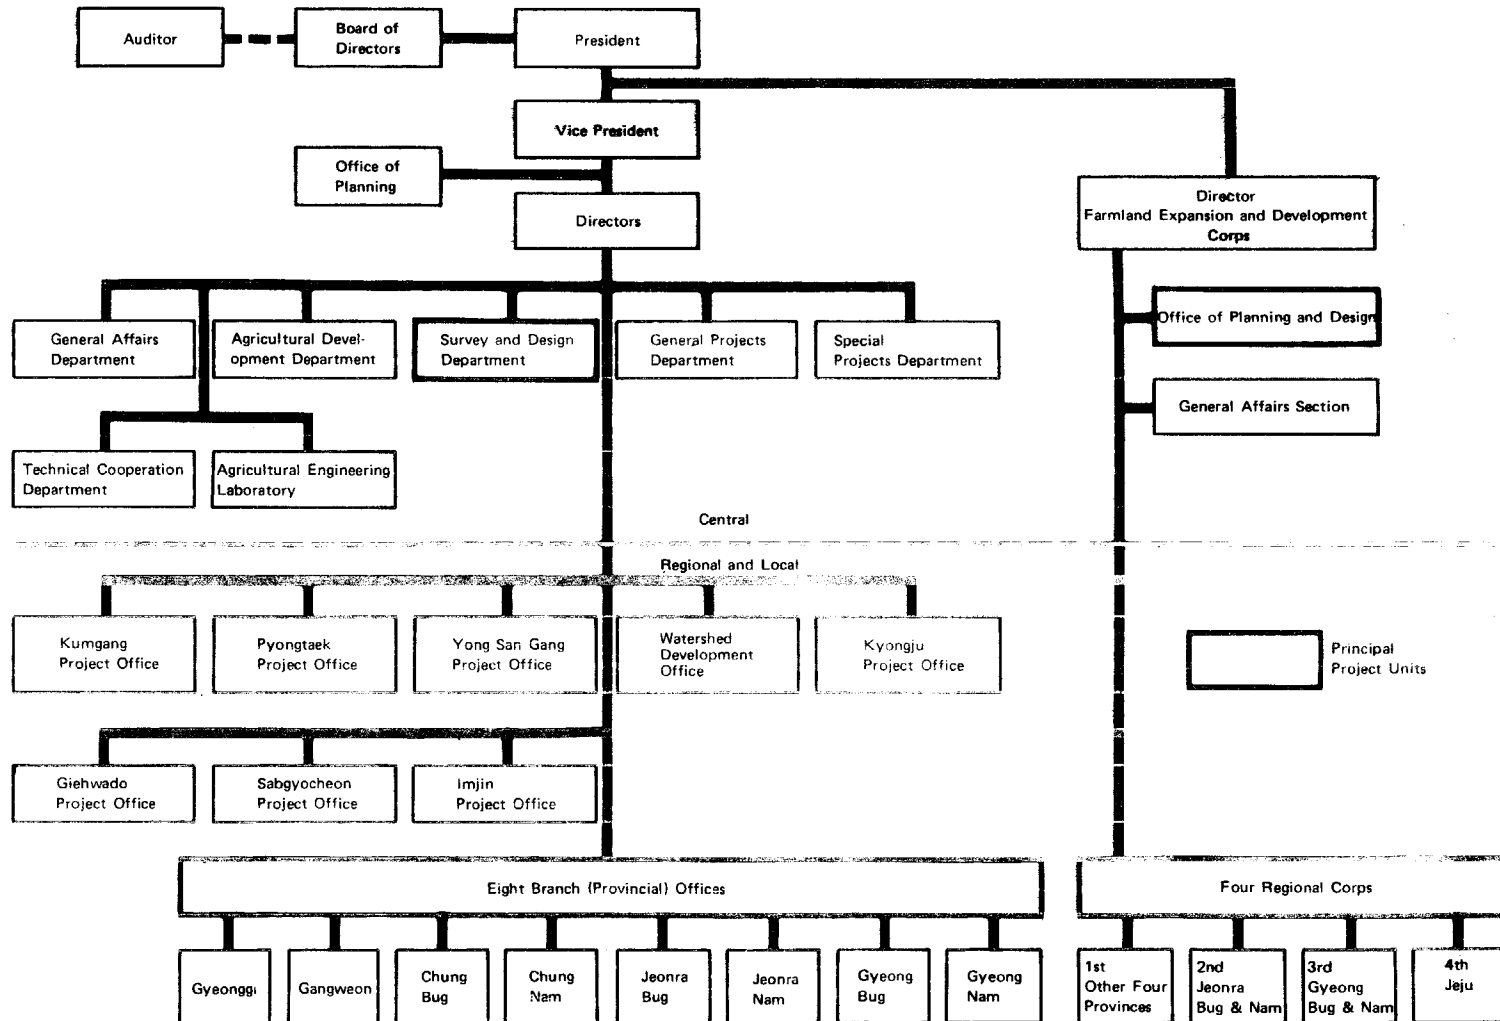 Auditor
Board of
Directors
President
Vice President
Office of
Planning
Directors
Director
Farmland Expansion and Development
Corps
Office of Planning and Design
General Affairs Section
General Affairs
Department
Agricultural Devel-
opment Department
Survey and Design
Department
General Projects
Department
Special
Projects Department
Technical Cooperation
Department
Agricultural Engineering
Laboratory
Central
Regional and Local
Kumgang
Project Office
Pyongtaek
Project Office
Yong San Gang
Project Office
Watershed
Development
Office
Kyongju
Project Office
Principal
Project Units
Giehwado
Project Office
Sabgyocheon
Project Office
Imjin
Project Office
Eight Branch (Provincial) Offices
Four Regional Corps
Gyeonggi
Gangweon
Chung
Bug
Chung
Nam
Jeonra
Bug
Jeonra
Nam
Gyeong
Bug
Gyeong
Nam
1st
Other Four
Provinces
2nd
Jeonra
Bug & Nam
3rd
Gyeong
Bug & Nam
4th
Jeju